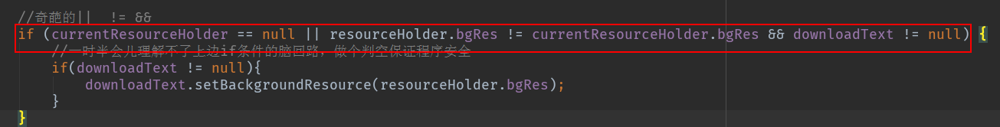 //奇葩的||  != &&
if (currentResourceHolder == null || resourceHolder.bgRes != currentResourceHolder.bgRes && downloadText != null) {
//一时半会儿理解不了上边if条件的脑回路，做个判空保证程序安全
if(downloadText != null){
downloadText.setBackgroundResource(resourceHolder.bgRes);
}
}